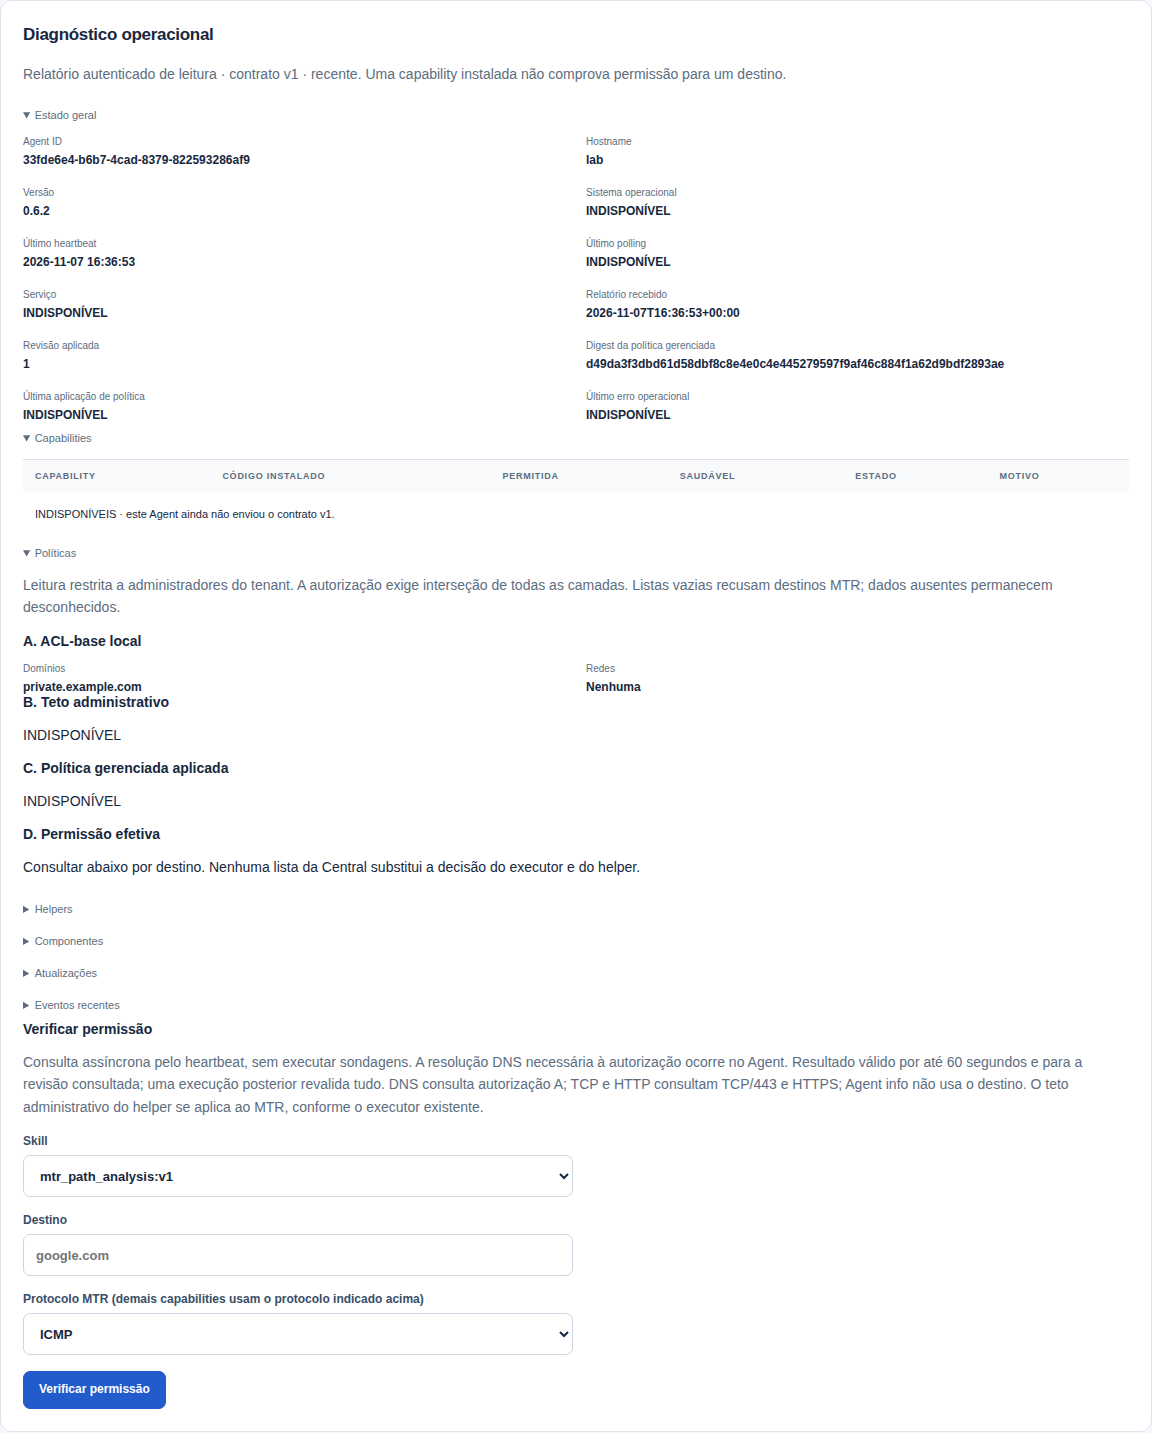 Diagnóstico operacional
Relatório autenticado de leitura · contrato v1 · recente. Uma capability instalada não comprova permissão para um destino.
Estado geral
Agent ID
33fde6e4-b6b7-4cad-8379-822593286af9
Hostname
lab
Versão
0.6.2
Sistema operacional
INDISPONÍVEL
Último heartbeat
2026-11-07 16:36:53
Último polling
INDISPONÍVEL
Serviço
INDISPONÍVEL
Relatório recebido
2026-11-07T16:36:53+00:00
Revisão aplicada
1
Digest da política gerenciada
d49da3f3dbd61d58dbf8c8e4e0c4e445279597f9af46c884f1a62d9bdf2893ae
Última aplicação de política
INDISPONÍVEL
Último erro operacional
INDISPONÍVEL
Capabilities
CAPABILITY CÓDIGO INSTALADO PERMITIDA SAUDÁVEL ESTADO MOTIVO
INDISPONÍVEIS · este Agent ainda não enviou o contrato v1.
Políticas
Leitura restrita a administradores do tenant. A autorização exige interseção de todas as camadas. Listas vazias recusam destinos MTR; dados ausentes permanecem
desconhecidos.
A. ACL-base local
Domínios
private.example.com
Redes
Nenhuma
B. Teto administrativo
INDISPONÍVEL
C. Política gerenciada aplicada
INDISPONÍVEL
D. Permissão efetiva
Consultar abaixo por destino. Nenhuma lista da Central substitui a decisão do executor e do helper.
Helpers
Componentes
Atualizações
Eventos recentes
Verificar permissão
Consulta assíncrona pelo heartbeat, sem executar sondagens. A resolução DNS necessária à autorização ocorre no Agent. Resultado válido por até 60 segundos e para a
revisão consultada; uma execução posterior revalida tudo. DNS consulta autorização A; TCP e HTTP consultam TCP/443 e HTTPS; Agent info não usa o destino. O teto
administrativo do helper se aplica ao MTR, conforme o executor existente.
Skill
mtr_path_analysis:v1
Destino
google.com
Protocolo MTR (demais capabilities usam o protocolo indicado acima)
ICMP
Verificar permissão